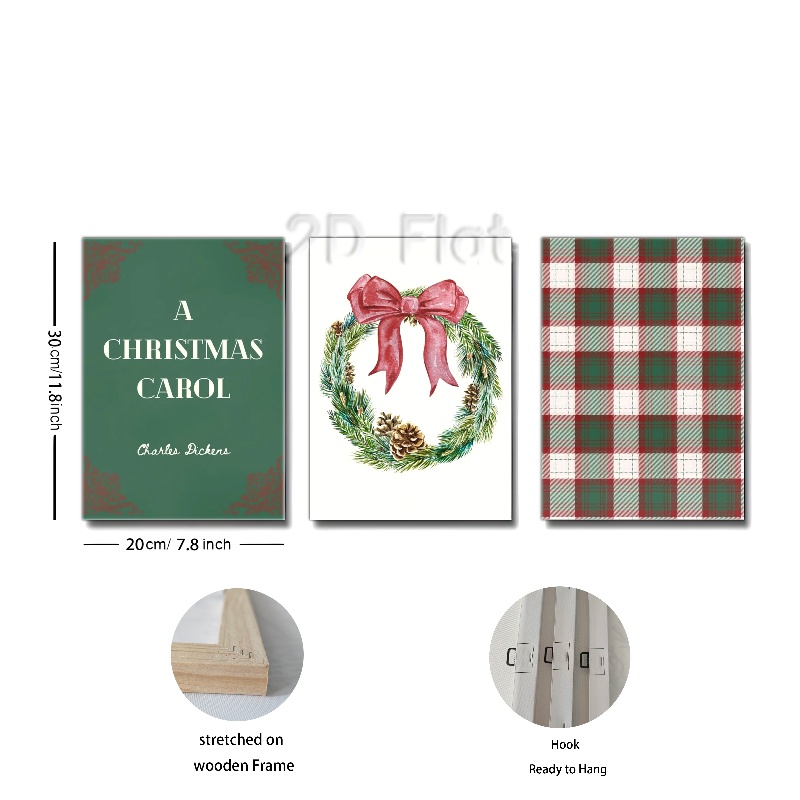 2D Flat
A
CHRISTMAS
CAROL
Charles Dickens
30cm/11.8inch
20cm/ 7.8 inch
stretched on
wooden Frame
Hook
Ready to Hang